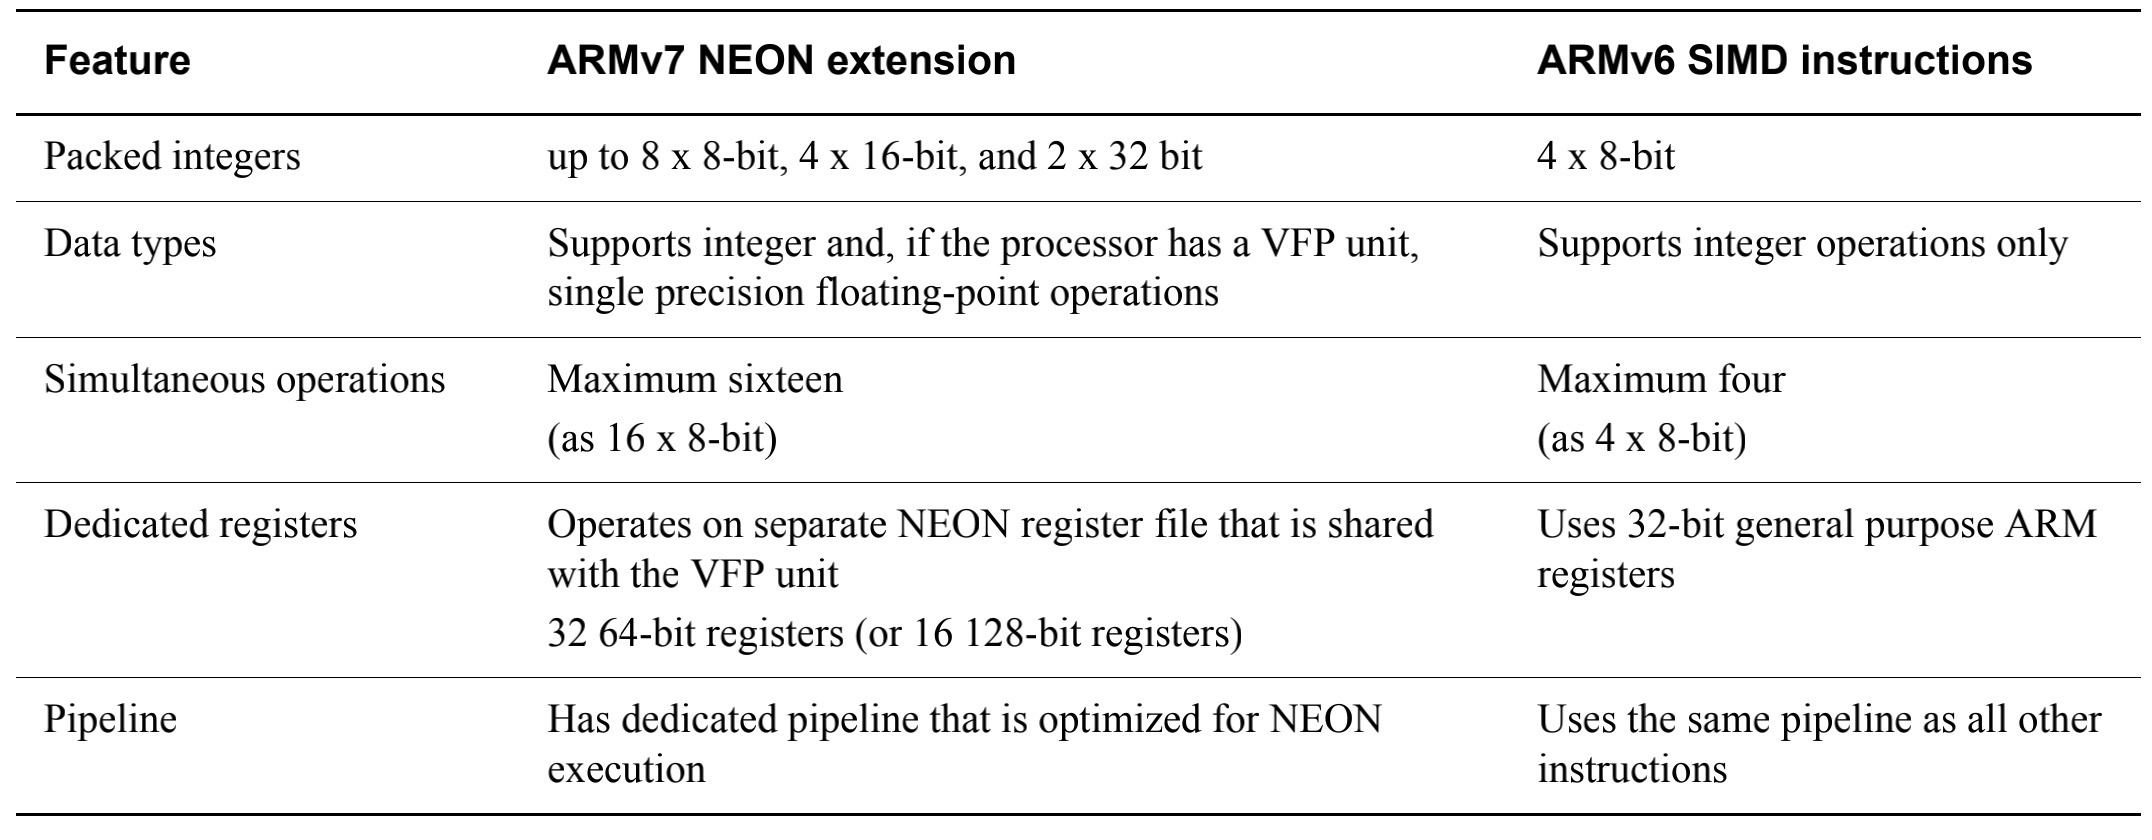 Feature ARMv7 NEON extension ARMv6 SIMD instructions
Packed integers up to 8 x 8-bit, 4 x 16-bit, and 2 x 32 bit 4 x 8-bit
Data types Supports integer and, if the processor has a VFP unit, Supports integer operations only
single precision floating-point operations
Simultaneous operations Maximum sixteen Maximum four
(as 16 x 8-bit) (as 4 x 8-bit)
Dedicated registers Operates on separate NEON register file that is shared Uses 32-bit general purpose ARM
with the VFP unit registers
32 64-bit registers (or 16 128-bit registers)
Pipeline Has dedicated pipeline that is optimized for NEON Uses the same pipeline as all other
execution instructions